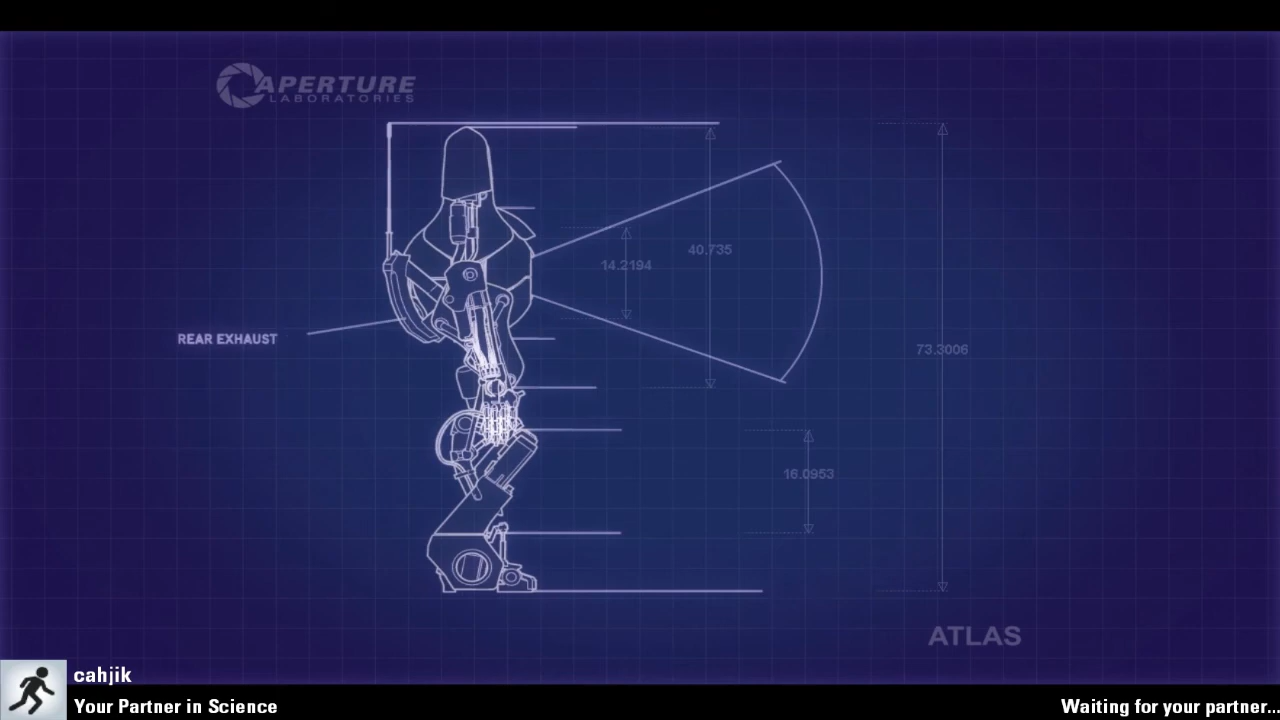 APERTURE
LABORATORIES
40.735
14.2194
REAR EXHAUST
73.3006
16.0953
ATLAS
cahjik
Your Partner in Science
Waiting for your partner...